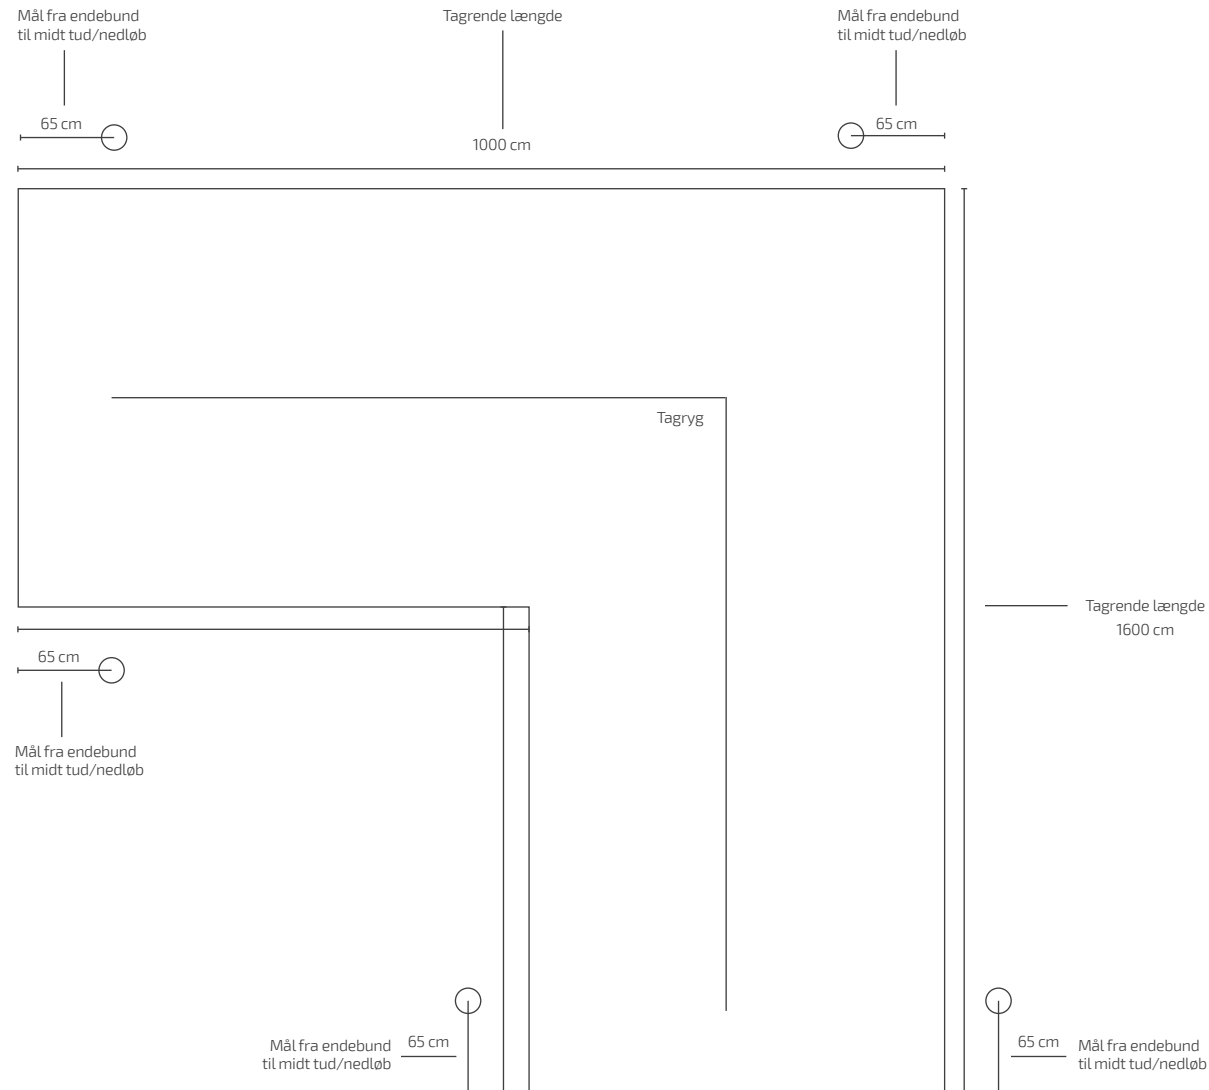 Mål fra endebund
til midt tud/nedløb
Tagrende længde
Mål fra endebund
til midt tud/nedløb
65 cm
65 cm
1000 cm
Tagryg
Tagrende længde
1600 cm
65 cm
Mål fra endebund
til midt tud/nedløb
Mål fra endebund
til midt tud/nedløb
65 cm
65 cm
Mål fra endebund
til midt tud/nedløb